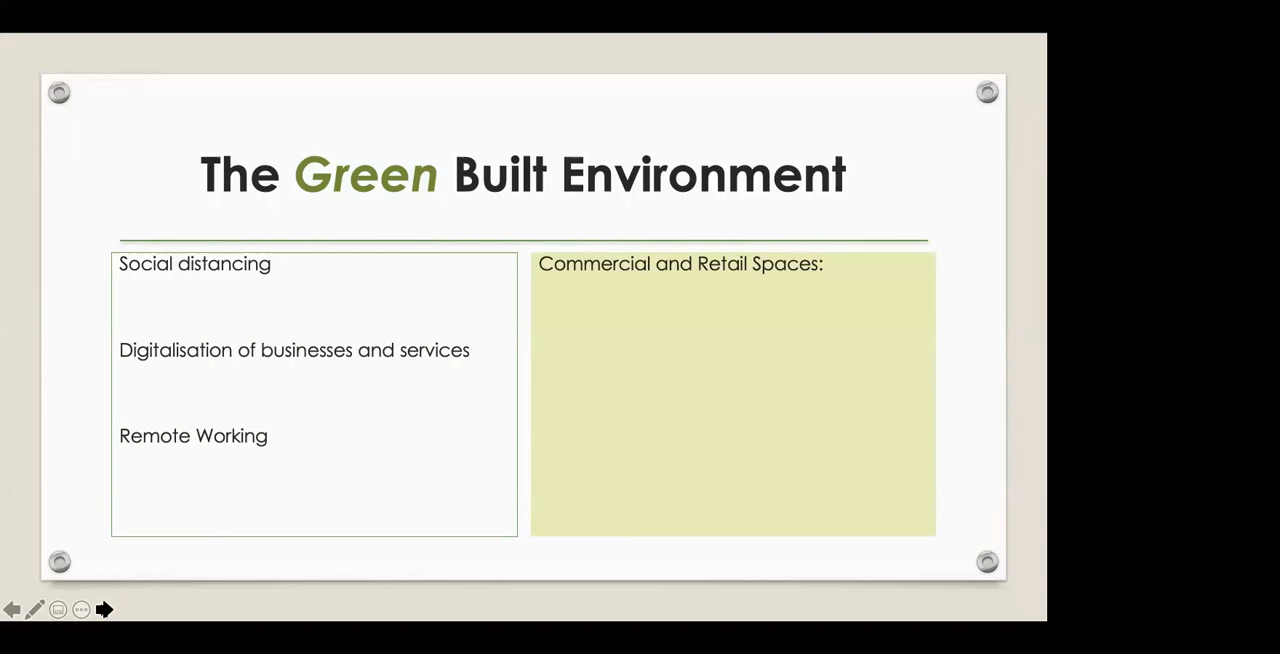 The Green Built Environment
Social distancing
Digitalisation of businesses and services
Remote Working
Commercial and Retail Spaces: